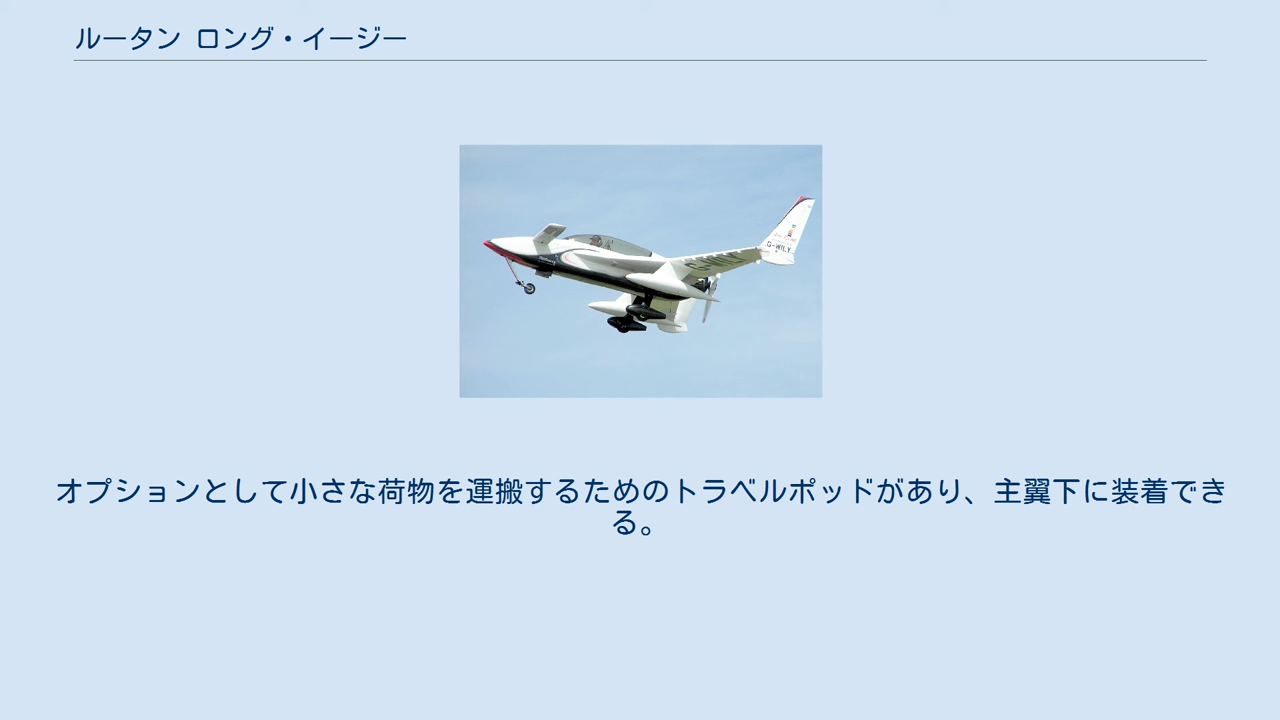 ルータン ロング・イージー
G-WILY
G-WILY
オプションとして小さな荷物を運搬するためのトラベルポッドがあり、主翼下に装着でき
る。